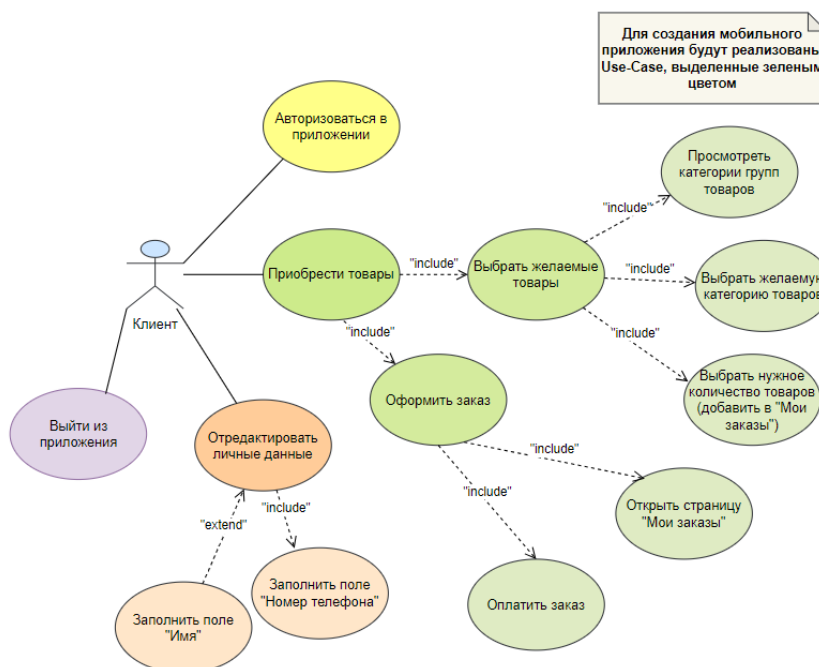 Для создания мобильного
приложения будут реализованы
Use-Case, выделенные зеленым
цветом
Авторизоваться в
приложении
Просмотреть
категории групп
товаров
"include"
Приобрести товары
"include"
Выбрать желаемые
товары
"include"
Выбрать желаемую
категорию товаров
Клиент
"include"
"include"
Выбрать нужное
количество товаров
(добавить в "Мои
заказы")
Оформить заказ
Выйти из
приложения
Отредактировать
личные данные
"include"
"include"
"include"
"extend"
Открыть страницу
"Мои заказы"
Заполнить поле
"Номер телефона"
Оплатить заказ
Заполнить поле
"Имя"